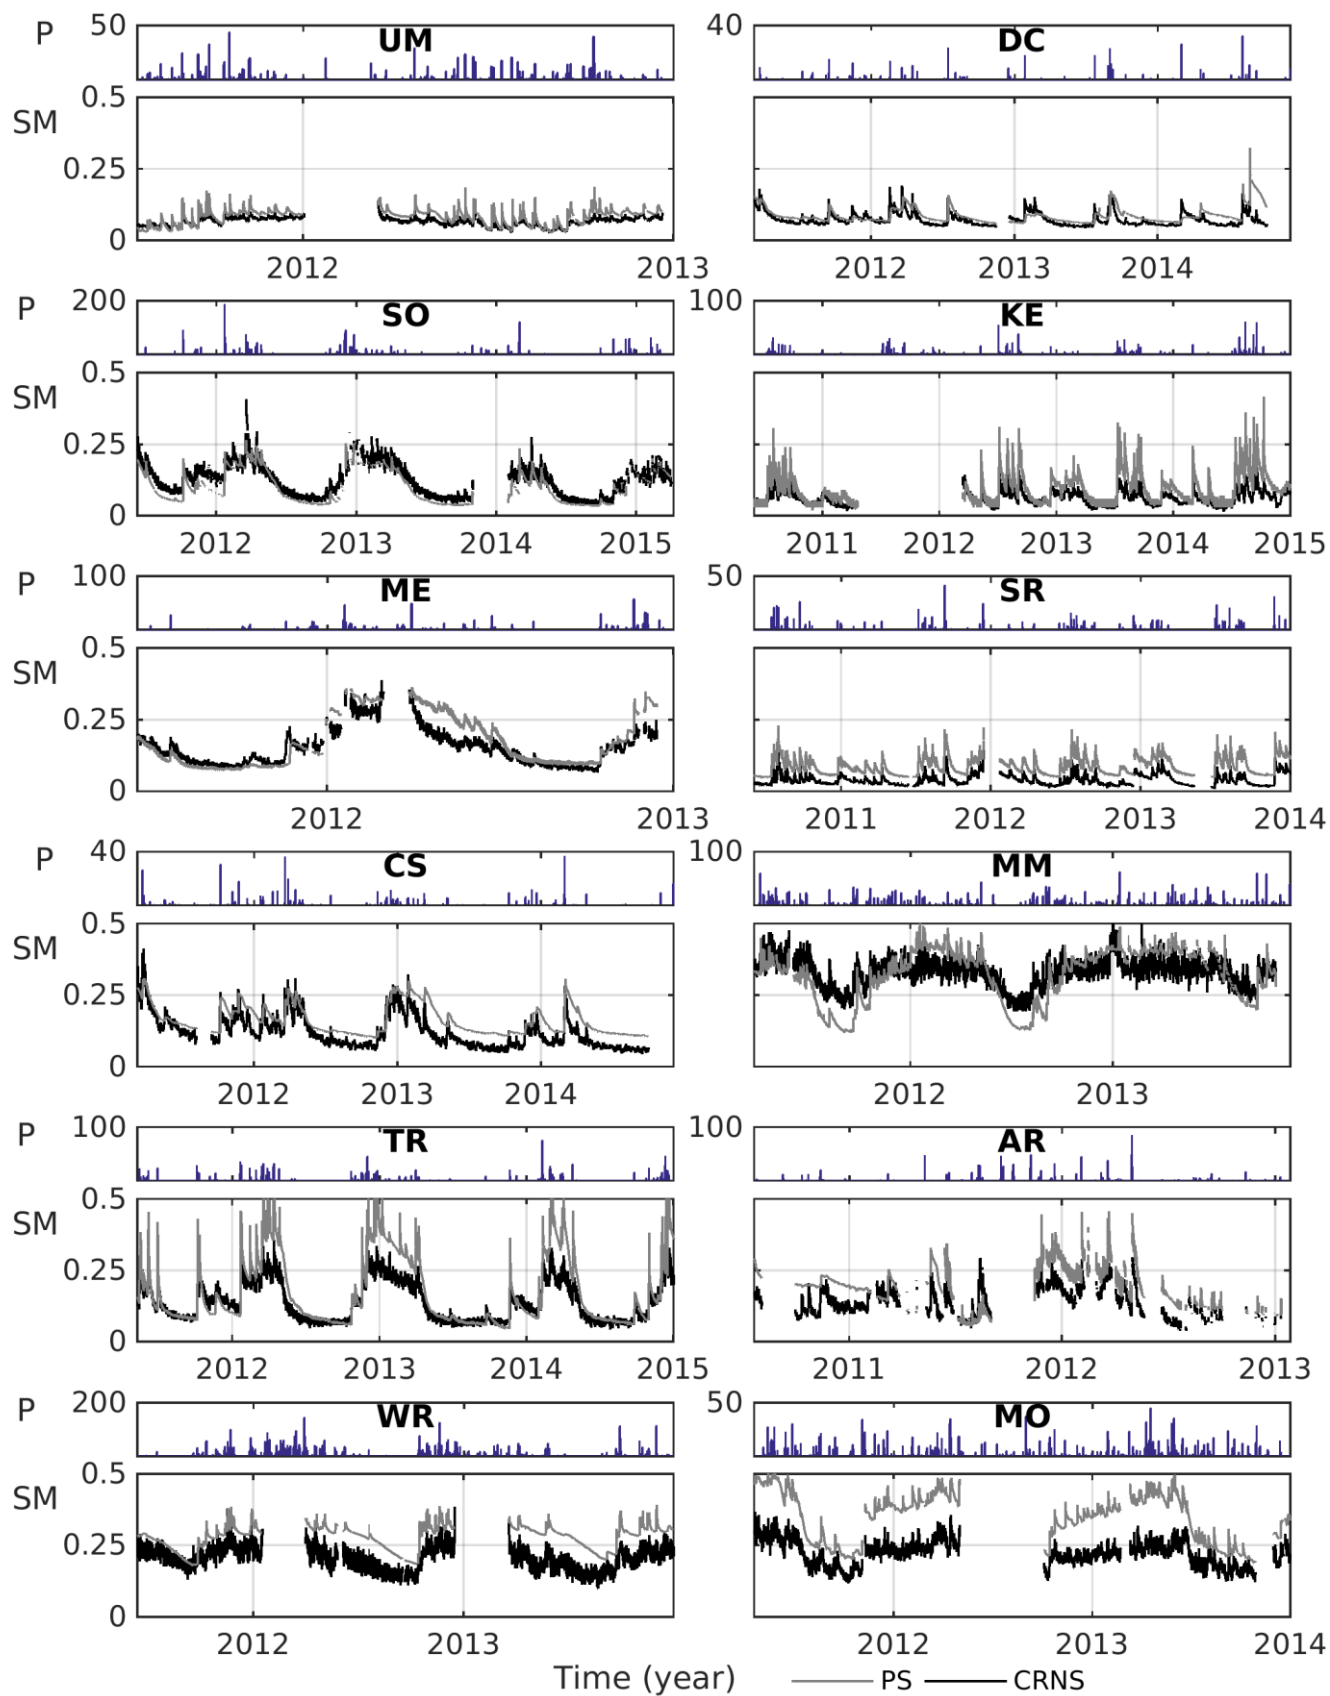 P 50 UM 40 DC
SM 0.5
0.25
0
2012 2013 2012 2013 2014
P 200 SO 100 KE
SM 0.5
0.25
0
2012 2013 2014 2015 2011 2012 2013 2014 2015
P 100 ME 50 SR
SM 0.5
0.25
0
2012 2013 2011 2012 2013 2014
P 40 CS 100 MM
SM 0.5
0.25
0
2012 2013 2014 2012 2013
P 100 TR 100 AR
SM 0.5
0.25
0
2012 2013 2014 2015 2011 2012 2013
P 200 WR 50 MO
SM 0.5
0.25
0
2012 2013 2012 2013 2014
Time (year) PS CRNS